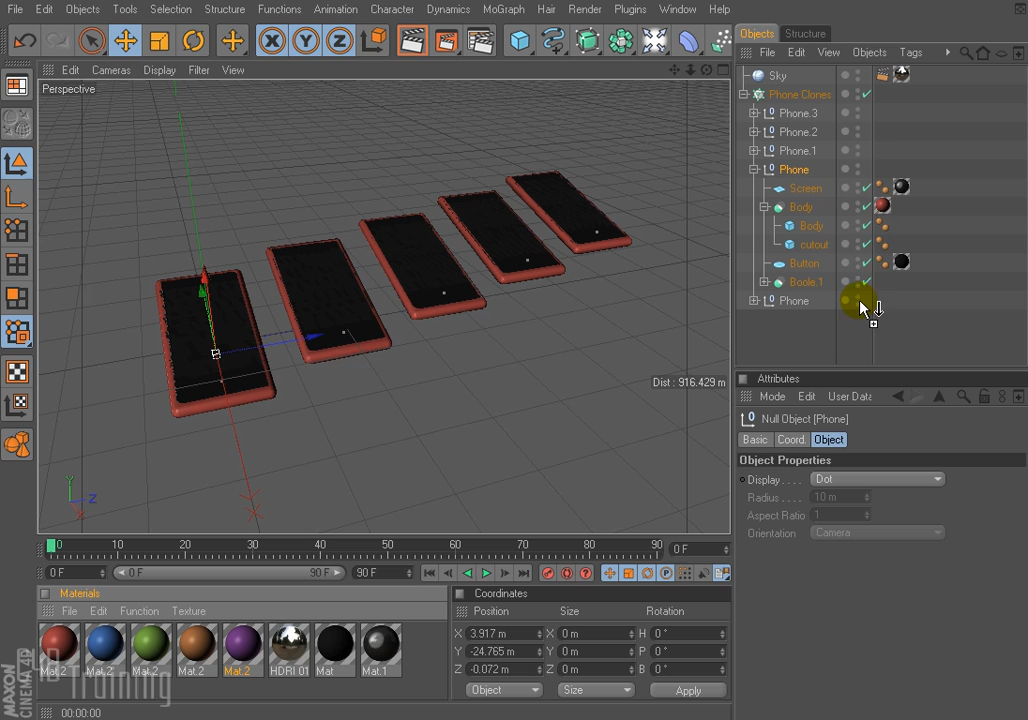 File Edit Objects Tools Selection Structure Functions Animation Character Dynamics MoGraph Hair Render Plugins Window Help
Objects Structure
File Edit View Objects Tags
Edit Cameras Display Filter View
Perspective
Sky
Phone Clones
Phone.3
Phone.2
Phone.1
Phone
Screen
Body
Body
cutout
Button
Boole.1
Phone
Dist : 916.429 m
Y
Z
Attributes
Mode Edit User Data
Null Object [Phone]
Basic Coord. Object
Object Properties
Display . . . . Dot
Radius . . . . 10 m
Aspect Ratio 1
Orientation Camera
0 10 20 30 40 50 60 70 80 90 0 F
0 F 0 F 90 F 90 F
Materials
File Edit Function Texture
Mat.2 Mat.2 Mat.2 Mat.2 Mat.2 HDRI 01 Mat Mat.1
Coordinates
Position Size Rotation
X 3.917 m X 0 m H 0 °
Y -24.765 m Y 0 m P 0 °
Z -0.072 m Z 0 m B 0 °
Object Size Apply
MAXON
CINEMA 4D
Training
00:00:00